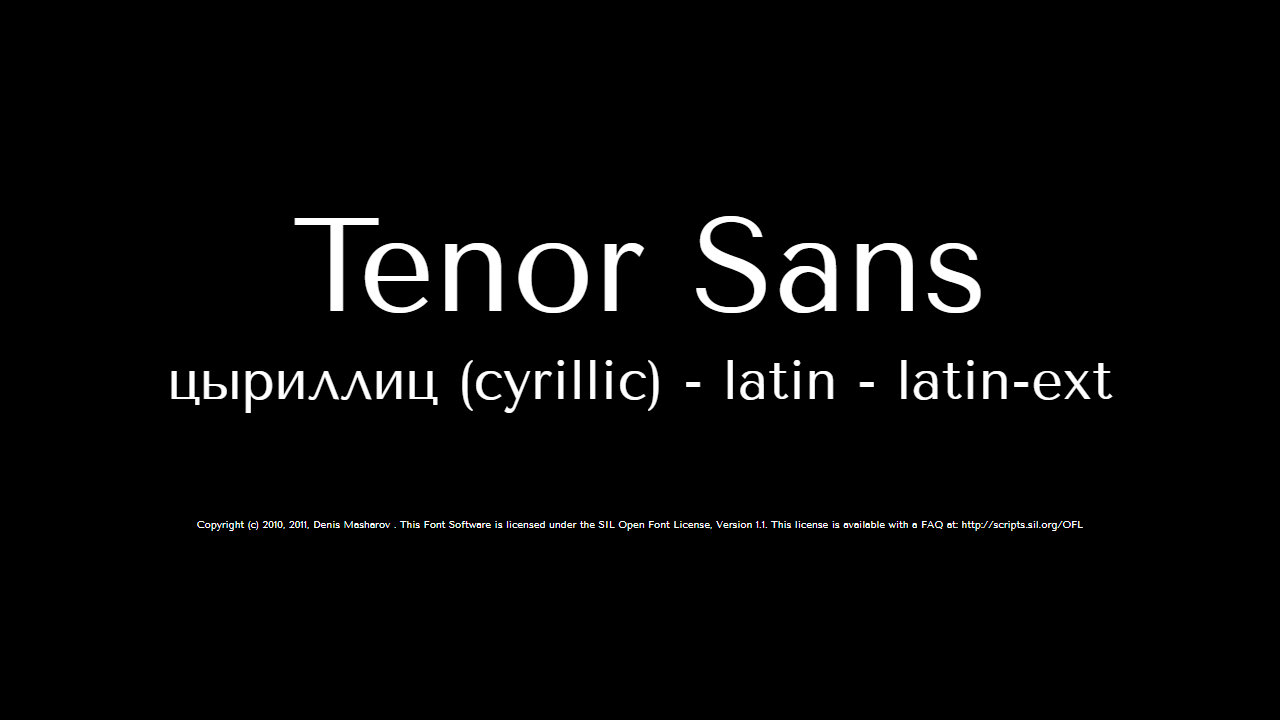 Tenor Sans
цыриллиц (cyrillic) - latin - latin-ext
Copyright (c) 2010, 2011, Denis Masharov . This Font Software is licensed under the SIL Open Font License, Version 1.1. This license is available with a FAQ at: http://scripts.sil.org/OFL